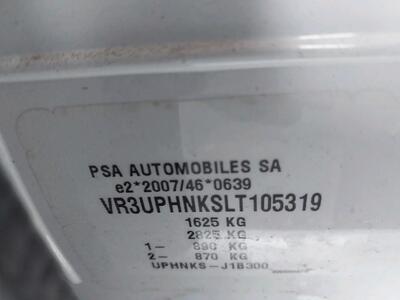 PSA AUTOMOBILES SA
e2*2007/46*0639
VR3UPHNKSLT105319
1625 KG
2825 KG
1- 890 KG
2- 870 KG
UPHNKS-J1B300